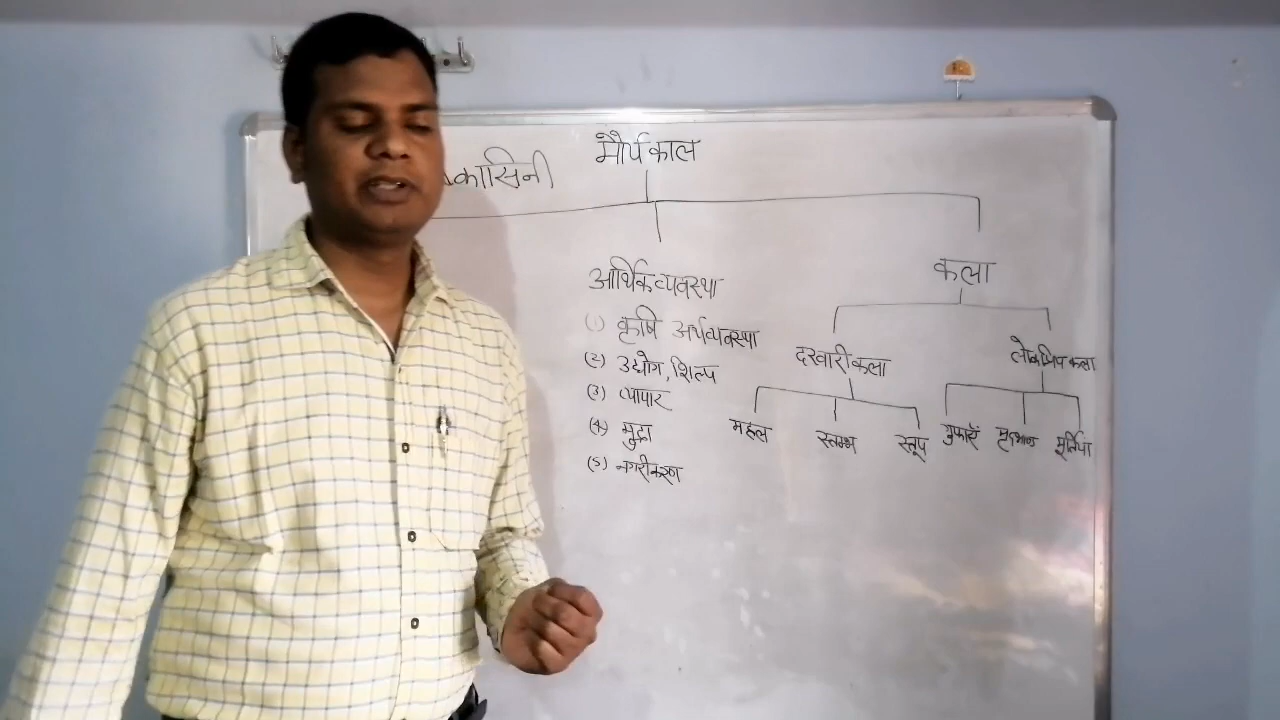 मौर्यकाल
कासिनी
आर्थिकव्यवस्था
(1) कृषि अर्थव्यवस्था
(2) उद्योग, शिल्प
(3) व्यापार
(4) मुद्रा
(5) नगरीकरण
कला
दरबारीकला
लोकप्रिय कला
महल
स्तम्भ
स्तूप
गुफाएँ
मृदभाण्ड
मूर्तियां